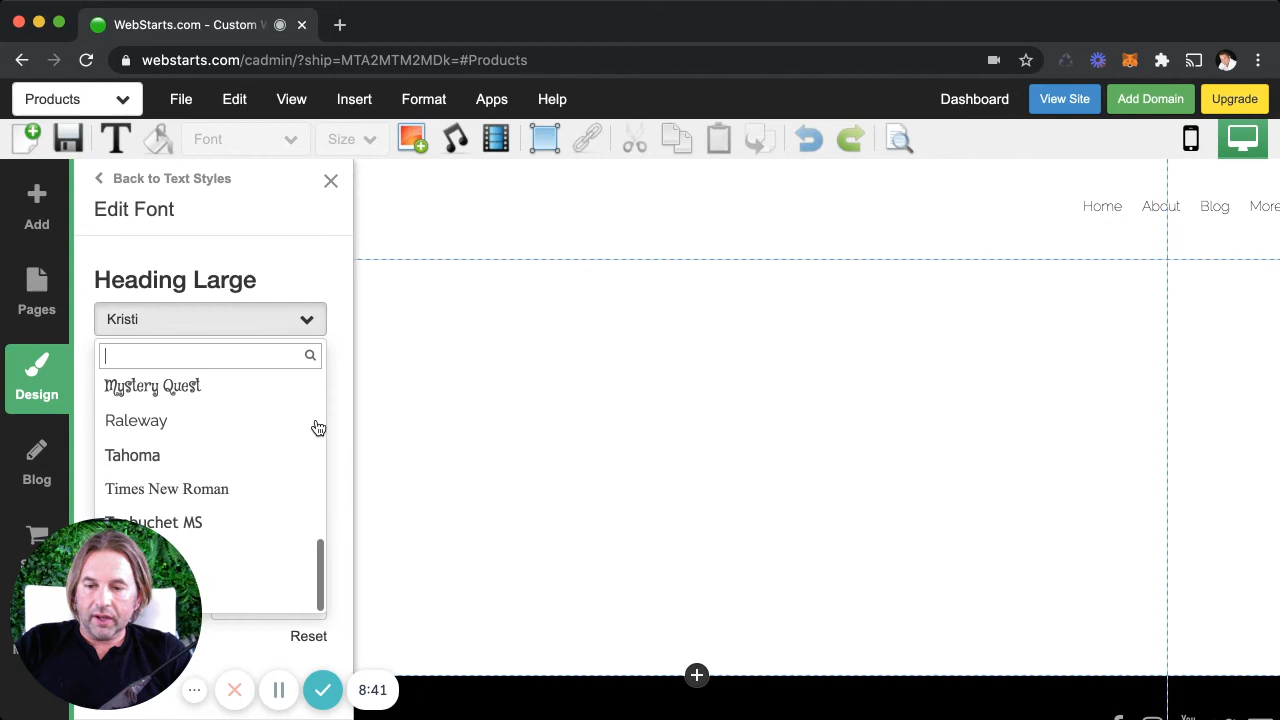 WebStarts.com - Custom
webstarts.com/cadmin/?ship=MTA2MTM2MDk=#Products
Products File Edit View Insert Format Apps Help Dashboard View Site Add Domain Upgrade
T Font Size
Add
Pages
Design
Blog
Back to Text Styles
Edit Font
Heading Large
Kristi
Mystery Quest
Raleway
Tahoma
Times New Roman
MS
Reset
8:41
Home About Blog More